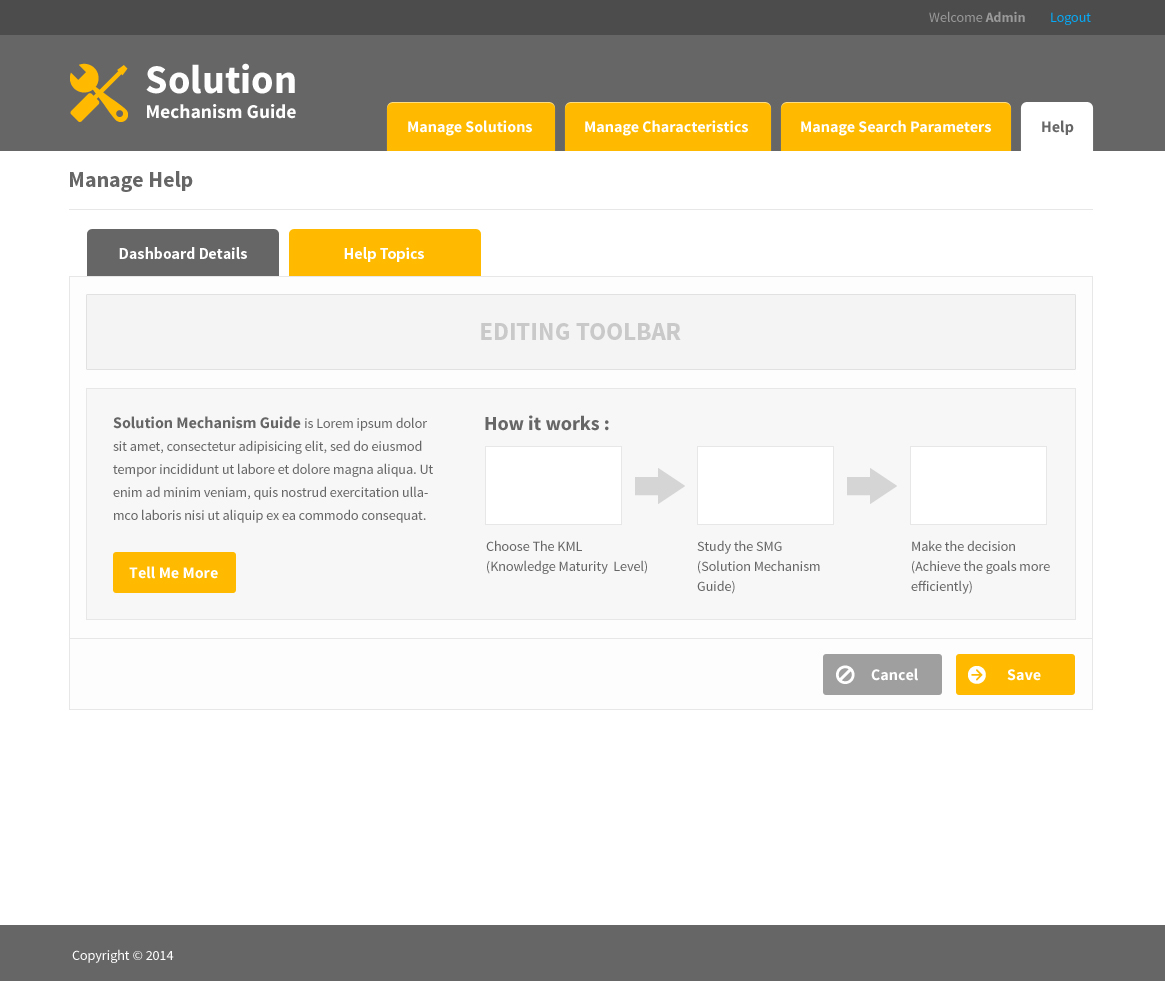 Welcome Admin Logout
Solution
Mechanism Guide
Manage Solutions
Manage Characteristics
Manage Search Parameters
Help
Manage Help
Dashboard Details
Help Topics
EDITING TOOLBAR
Solution Mechanism Guide is Lorem ipsum dolor
sit amet, consectetur adipisicing elit, sed do eiusmod
tempor incididunt ut labore et dolore magna aliqua. Ut
enim ad minim veniam, quis nostrud exercitation ulla-
mco laboris nisi ut aliquip ex ea commodo consequat.
Tell Me More
How it works :
Choose The KML
(Knowledge Maturity Level)
Study the SMG
(Solution Mechanism
Guide)
Make the decision
(Achieve the goals more
efficiently)
Cancel
Save
Copyright © 2014